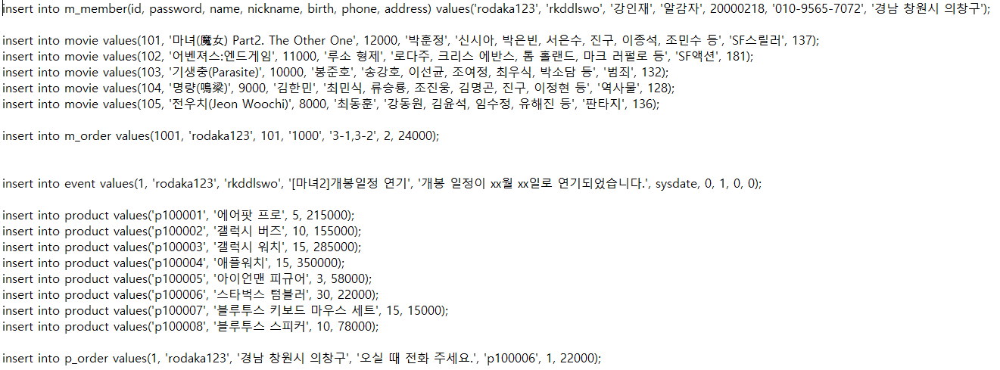 insert into m_member(id, password, name, nickname, birth, phone, address) values('rodaka123', 'rkddlswo', '강인재', '알감자', 20000218, '010-9565-7072', '경남 창원시 의창구');
insert into movie values(101, '마녀(魔女) Part2. The Other One', 12000, '박훈정', '신시아, 박은빈, 서은수, 진구, 이종석, 조민수 등', 'SF스릴러', 137);
insert into movie values(102, '어벤져스:엔드게임', 11000, '루소 형제', '로다주, 크리스 에반스, 톰 홀랜드, 마크 러펄로 등', 'SF액션', 181);
insert into movie values(103, '기생충(Parasite)', 10000, '봉준호', '송강호, 이선균, 조여정, 최우식, 박소담 등', '범죄', 132);
insert into movie values(104, '명량(鳴梁)', 9000, '김한민', '최민식, 류승룡, 조진웅, 김명곤, 진구, 이정현 등', '역사물', 128);
insert into movie values(105, '전우치(Jeon Woochi)', 8000, '최동훈', '강동원, 김윤석, 임수정, 유해진 등', '판타지', 136);
insert into m_order values(1001, 'rodaka123', 101, '1000', '3-1,3-2', 2, 24000);
insert into event values(1, 'rodaka123', 'rkddlswo', '[마녀2]개봉일정 연기', '개봉 일정이 xx월 xx일로 연기되었습니다.', sysdate, 0, 1, 0, 0);
insert into product values('p100001', '에어팟 프로', 5, 215000);
insert into product values('p100002', '갤럭시 버즈', 10, 155000);
insert into product values('p100003', '갤럭시 워치', 15, 285000);
insert into product values('p100004', '애플워치', 15, 350000);
insert into product values('p100005', '아이언맨 피규어', 3, 58000);
insert into product values('p100006', '스타벅스 텀블러', 30, 22000);
insert into product values('p100007', '블루투스 키보드 마우스 세트', 15, 15000);
insert into product values('p100008', '블루투스 스피커', 10, 78000);
insert into p_order values(1, 'rodaka123', '경남 창원시 의창구', '오실 때 전화 주세요.', 'p100006', 1, 22000);